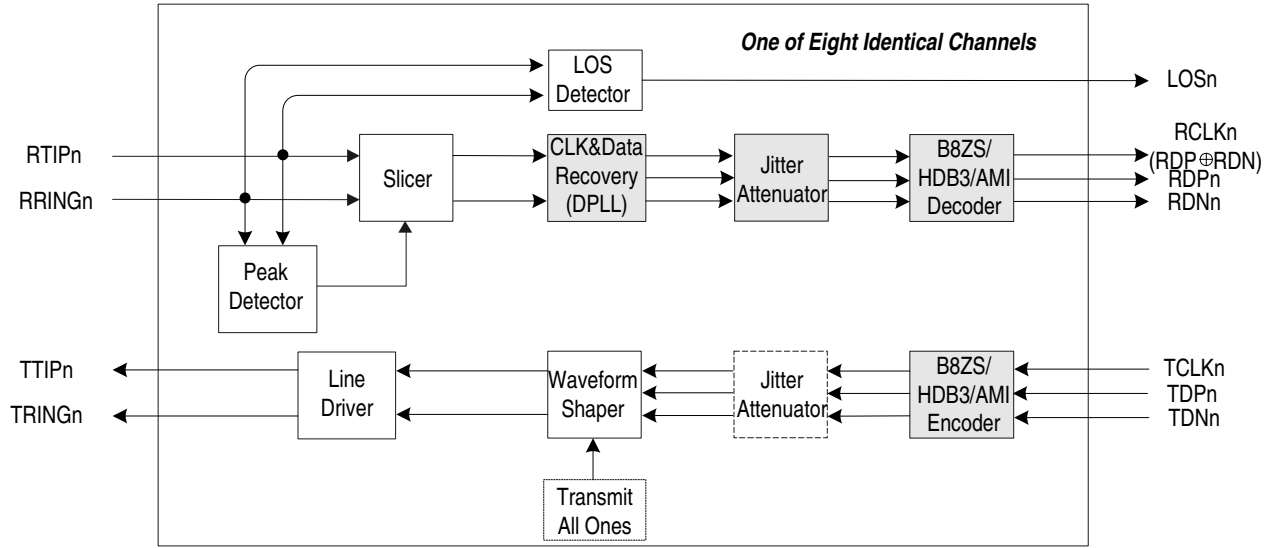 One of Eight Identical Channels
LOS
Detector
LOSn
RTIPn
RRINGn
Slicer
CLK&Data
Recovery
(DPLL)
Jitter
Attenuator
B8ZS/
HDB3/AMI
Decoder
RCLKn
(RDP⊕RDN)
RDPn
RDNn
Peak
Detector
TTIPn
TRINGn
Line
Driver
Waveform
Shaper
Jitter
Attenuator
B8ZS/
HDB3/AMI
Encoder
TCLKn
TDPn
TDNn
Transmit
All Ones